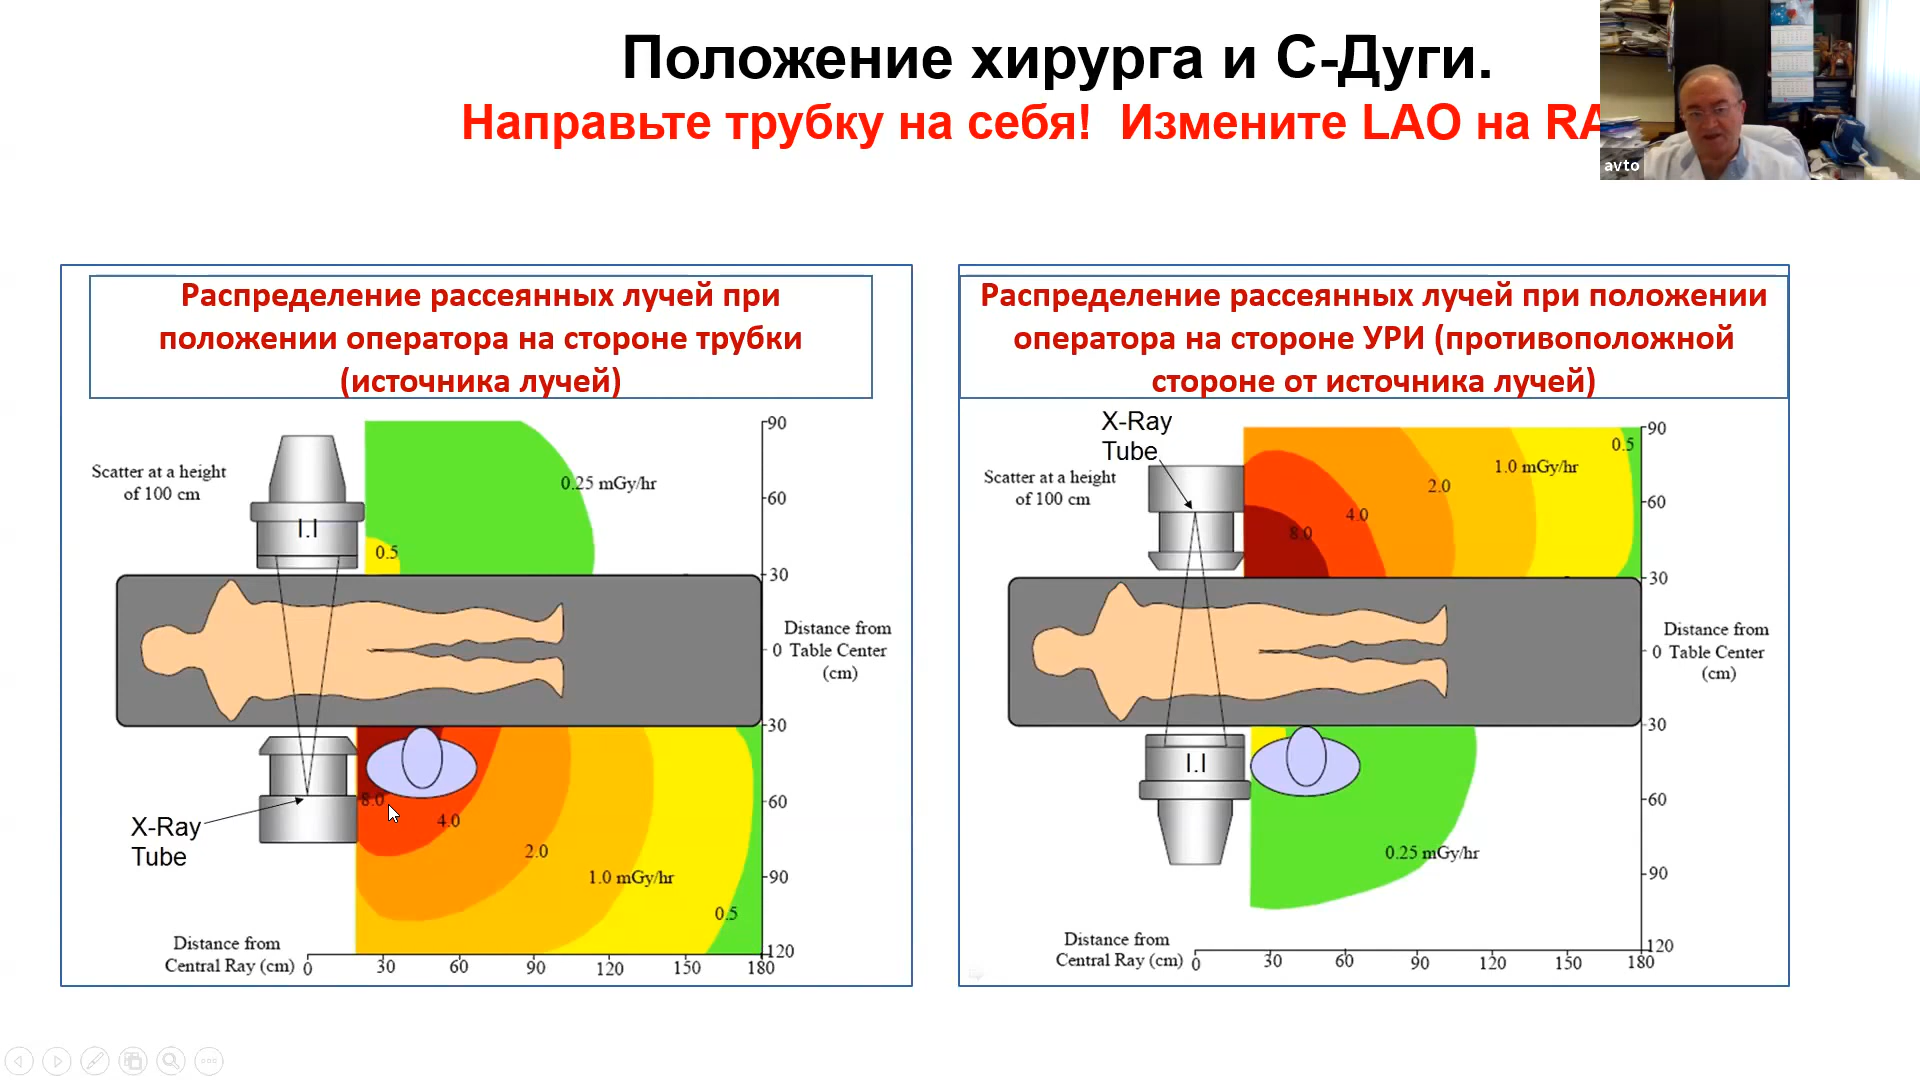 Положение хирурга и С-Дуги.
Направьте трубку на себя! Измените LAO на RA
avto
Распределение рассеянных лучей при
положении оператора на стороне трубки
(источника лучей)
Scatter at a height
of 100 cm
I.I
0.25 mGy/hr
0.5
90
60
30
Distance from
0 Table Center
(cm)
30
60
90
120
8.0
4.0
2.0
1.0 mGy/hr
0.5
X-Ray
Tube
Distance from
Central Ray (cm)
0 30 60 90 120 150 180
Распределение рассеянных лучей при положении
оператора на стороне УРИ (противоположной
стороне от источника лучей)
X-Ray
Tube
Scatter at a height
of 100 cm
8.0
4.0
2.0
1.0 mGy/hr
0.5
90
60
30
Distance from
0 Table Center
(cm)
30
60
90
120
I.I
0.25 mGy/hr
Distance from
Central Ray (cm)
0 30 60 90 120 150 180